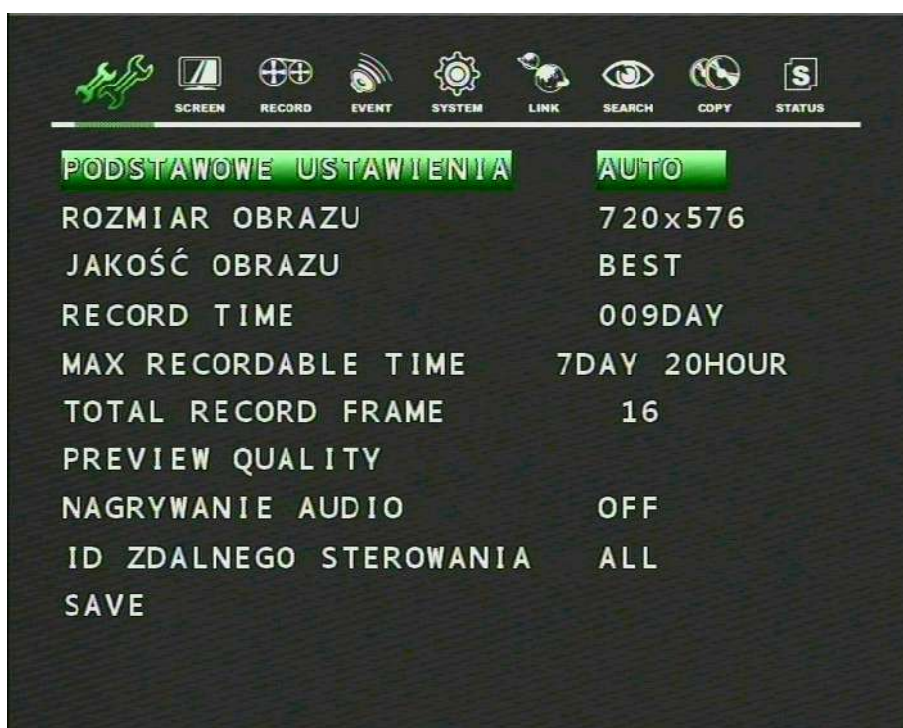 SCREEN RECORD EVENT SYSTEM LINK SEARCH COPY S STATUS
PODSTAWOWE USTAWIENIA AUTO
ROZMIAR OBRAZU 720x576
JAKOŚĆ OBRAZU BEST
RECORD TIME 009DAY
MAX RECORDABLE TIME 7DAY 20HOUR
TOTAL RECORD FRAME 16
PREVIEW QUALITY
NAGRYWANIE AUDIO OFF
ID ZDALNEGO STEROWANIA ALL
SAVE